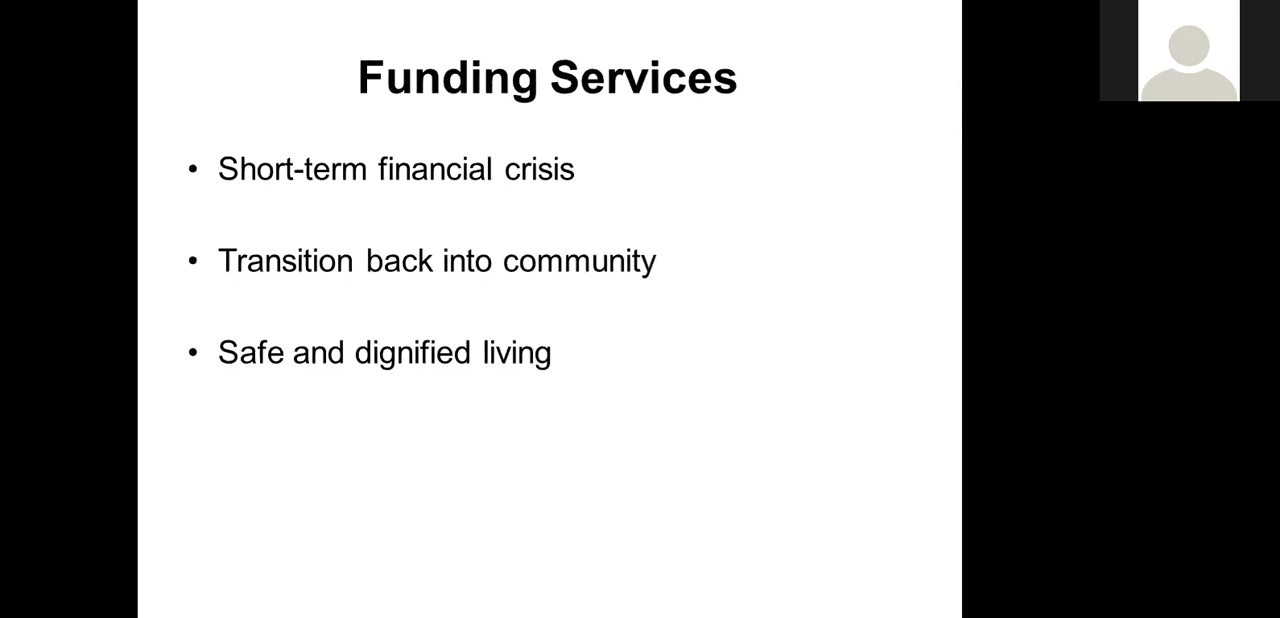 Funding Services
• Short-term financial crisis
• Transition back into community
• Safe and dignified living